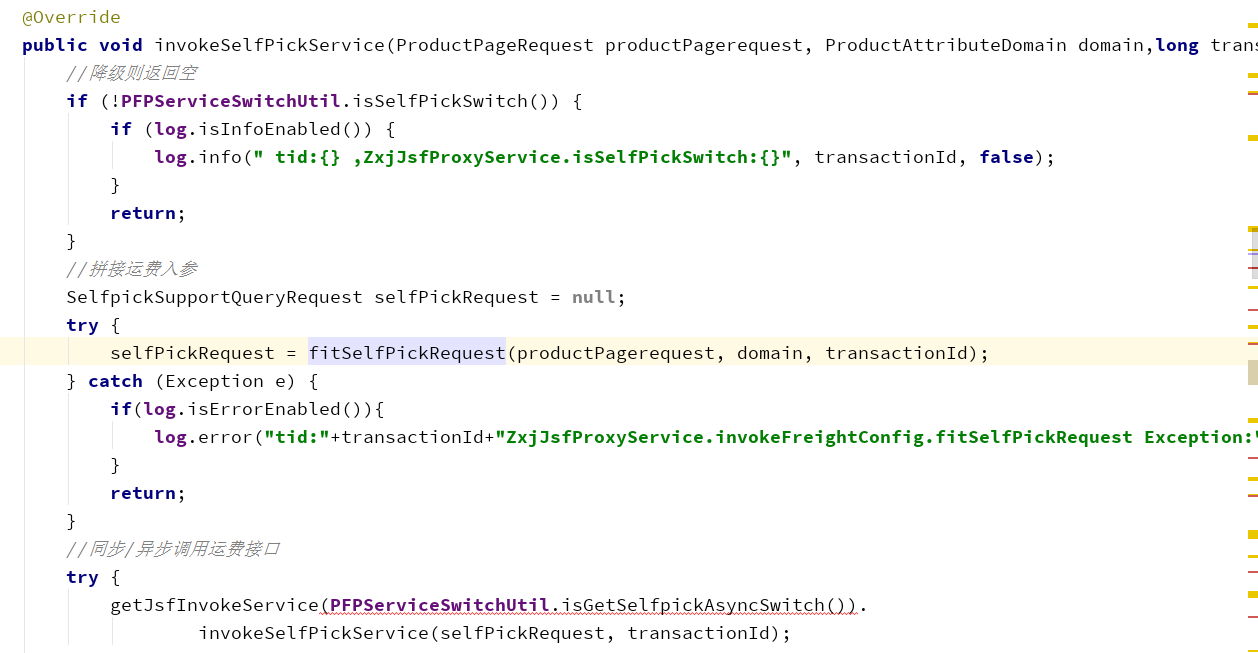 @Override
public void invokeSelfPickService(ProductPageRequest productPagerequest, ProductAttributeDomain domain,long trans
//降级则返回空
if (!PFPServiceSwitchUtil.isSelfPickSwitch()) {
if (log.isInfoEnabled()) {
log.info(" tid:{} ,ZxjJsfProxyService.isSelfPickSwitch:{}", transactionId, false);
}
return;
}
//拼接运费入参
SelfpickSupportQueryRequest selfPickRequest = null;
try {
selfPickRequest = fitSelfPickRequest(productPagerequest, domain, transactionId);
} catch (Exception e) {
if(log.isErrorEnabled()){
log.error("tid:"+transactionId+"ZxjJsfProxyService.invokeFreightConfig.fitSelfPickRequest Exception:"
}
return;
}
//同步/异步调用运费接口
try {
getJsfInvokeService(PFPServiceSwitchUtil.isGetSelfpickAsyncSwitch()).
invokeSelfPickService(selfPickRequest, transactionId);